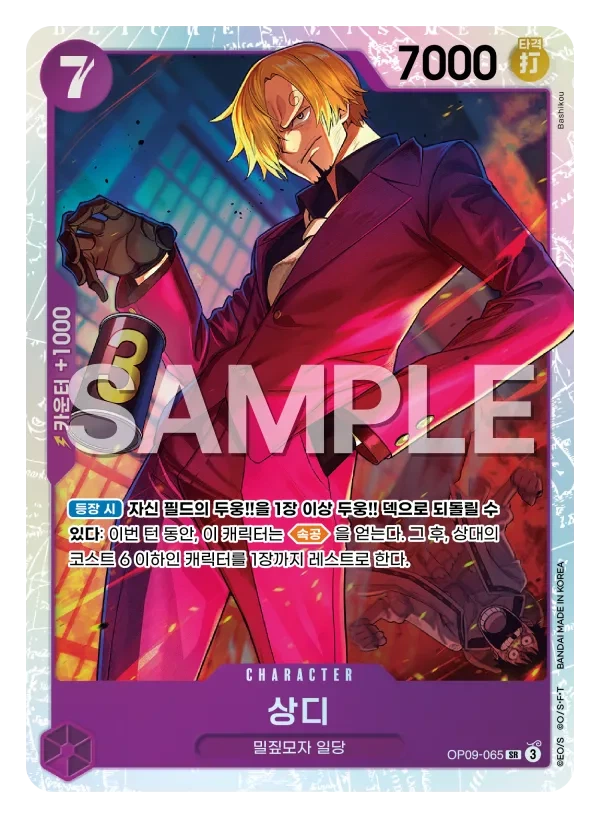 7
7000
타격
打
Bashikou
카운터 +1000
3
SAMPLE
등장 시 자신 필드의 두웅!!을 1장 이상 두웅!! 덱으로 되돌릴 수
있다: 이번 턴 동안, 이 캐릭터는 속공 을 얻는다. 그 후, 상대의
코스트 6 이하인 캐릭터를 1장까지 레스트로 한다.
CHARACTER
상디
밀짚모자 일당
OP09-065 SR 3
©EO/S ©O/S·F·T BANDAI MADE IN KOREA